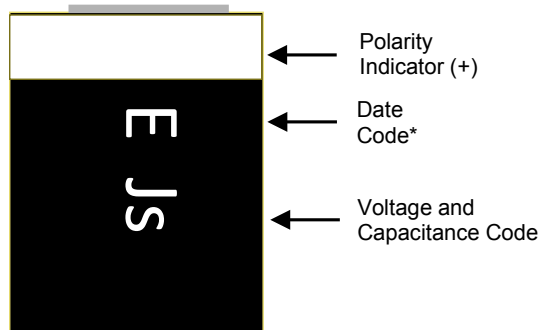 Polarity
Indicator (+)
E
Date
Code*
Js
Voltage and
Capacitance Code